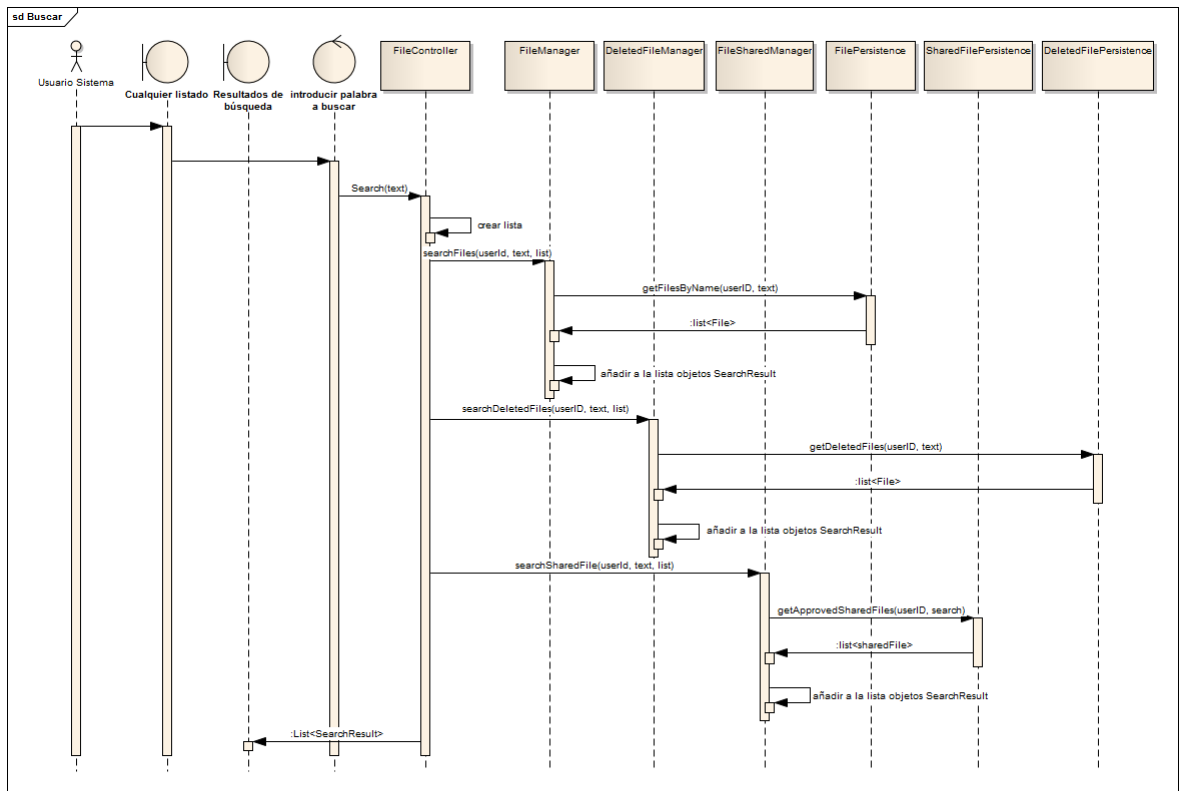 sd Buscar
Usuario Sistema
Cualquier listado
Resultados de
búsqueda
introducir palabra
a buscar
FileController
FileManager
DeletedFileManager
FileSharedManager
FilePersistence
SharedFilePersistence
DeletedFilePersistence
Search(text)
crear lista
searchFiles(userId, text, list)
getFilesByName(userID, text)
:list<File>
añadir a la lista objetos SearchResult
searchDeletedFiles(userID, text, list)
getDeletedFiles(userID, text)
:list<File>
añadir a la lista objetos SearchResult
searchSharedFile(userId, text, list)
getApprovedSharedFiles(userID, search)
:list<sharedFile>
añadir a la lista objetos SearchResult
:List<SearchResult>